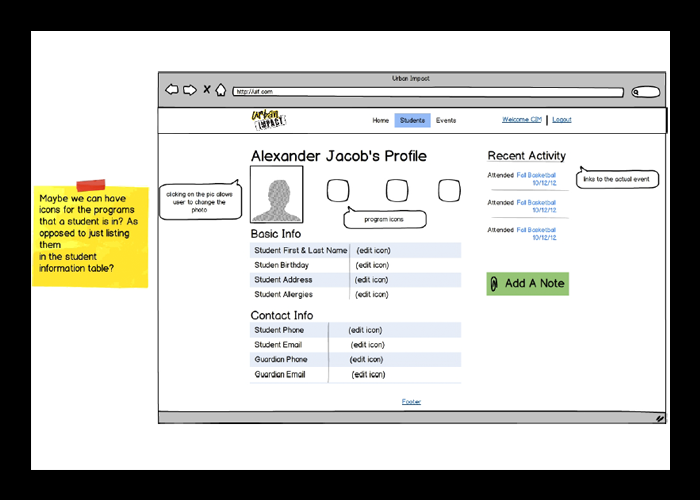 Urban Impact
http://uif.com
urban
IMPACT
Home Students Events
Welcome CIM | Logout
Alexander Jacob's Profile
Recent Activity
clicking on the pic allows
user to change the
photo
program icons
links to the actual event
Attended Fall Basketball
10/12/12
Attended Fall Basketball
10/12/12
Attended Fall Basketball
10/12/12
Maybe we can have
icons for the programs
that a student is in? As
opposed to just listing
them
in the student
information table?
Basic Info
Student First & Last Name (edit icon)
Studen Birthday (edit icon)
Student Address (edit icon)
Student Allergies (edit icon)
Add A Note
Contact Info
Student Phone (edit icon)
Student Email (edit icon)
Guardian Phone (edit icon)
Guardian Email (edit icon)
Footer